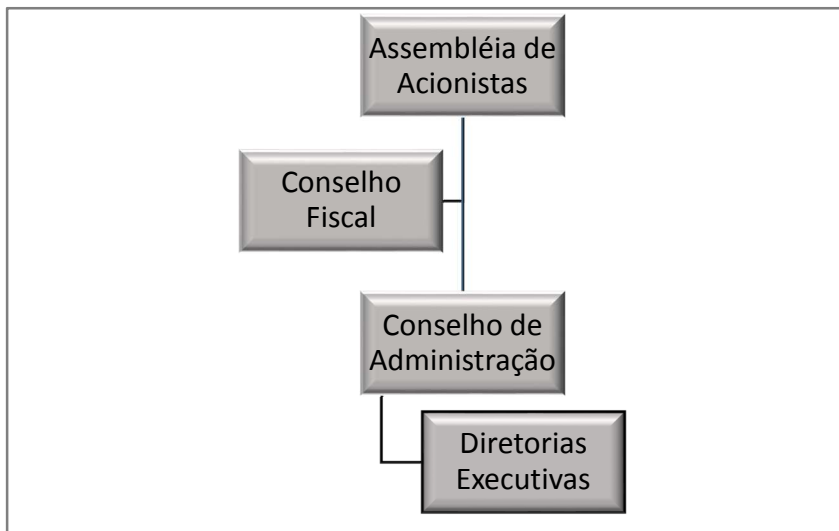 Assembléia de
Acionistas
Conselho
Fiscal
Conselho de
Administração
Diretorias
Executivas